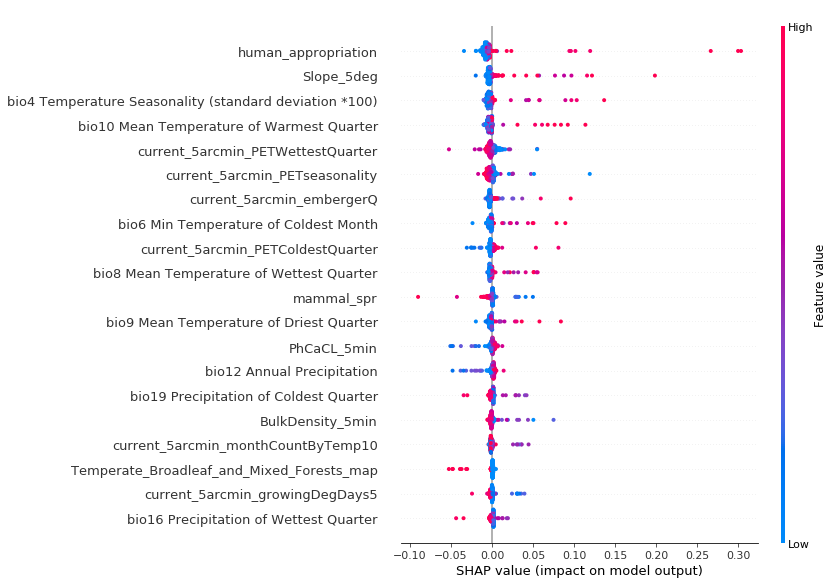 High
human_appropriation
Slope_5deg
bio4 Temperature Seasonality (standard deviation *100)
bio10 Mean Temperature of Warmest Quarter
current_5arcmin_PETWettestQuarter
current_5arcmin_PETseasonality
current_5arcmin_embergerQ
bio6 Min Temperature of Coldest Month
current_5arcmin_PETColdestQuarter
bio8 Mean Temperature of Wettest Quarter
mammal_spr
bio9 Mean Temperature of Driest Quarter
PhCaCL_5min
bio12 Annual Precipitation
bio19 Precipitation of Coldest Quarter
BulkDensity_5min
current_5arcmin_monthCountByTemp10
Temperate_Broadleaf_and_Mixed_Forests_map
current_5arcmin_growingDegDays5
bio16 Precipitation of Wettest Quarter
Feature value
Low
−0.10 −0.05 0.00 0.05 0.10 0.15 0.20 0.25 0.30
SHAP value (impact on model output)